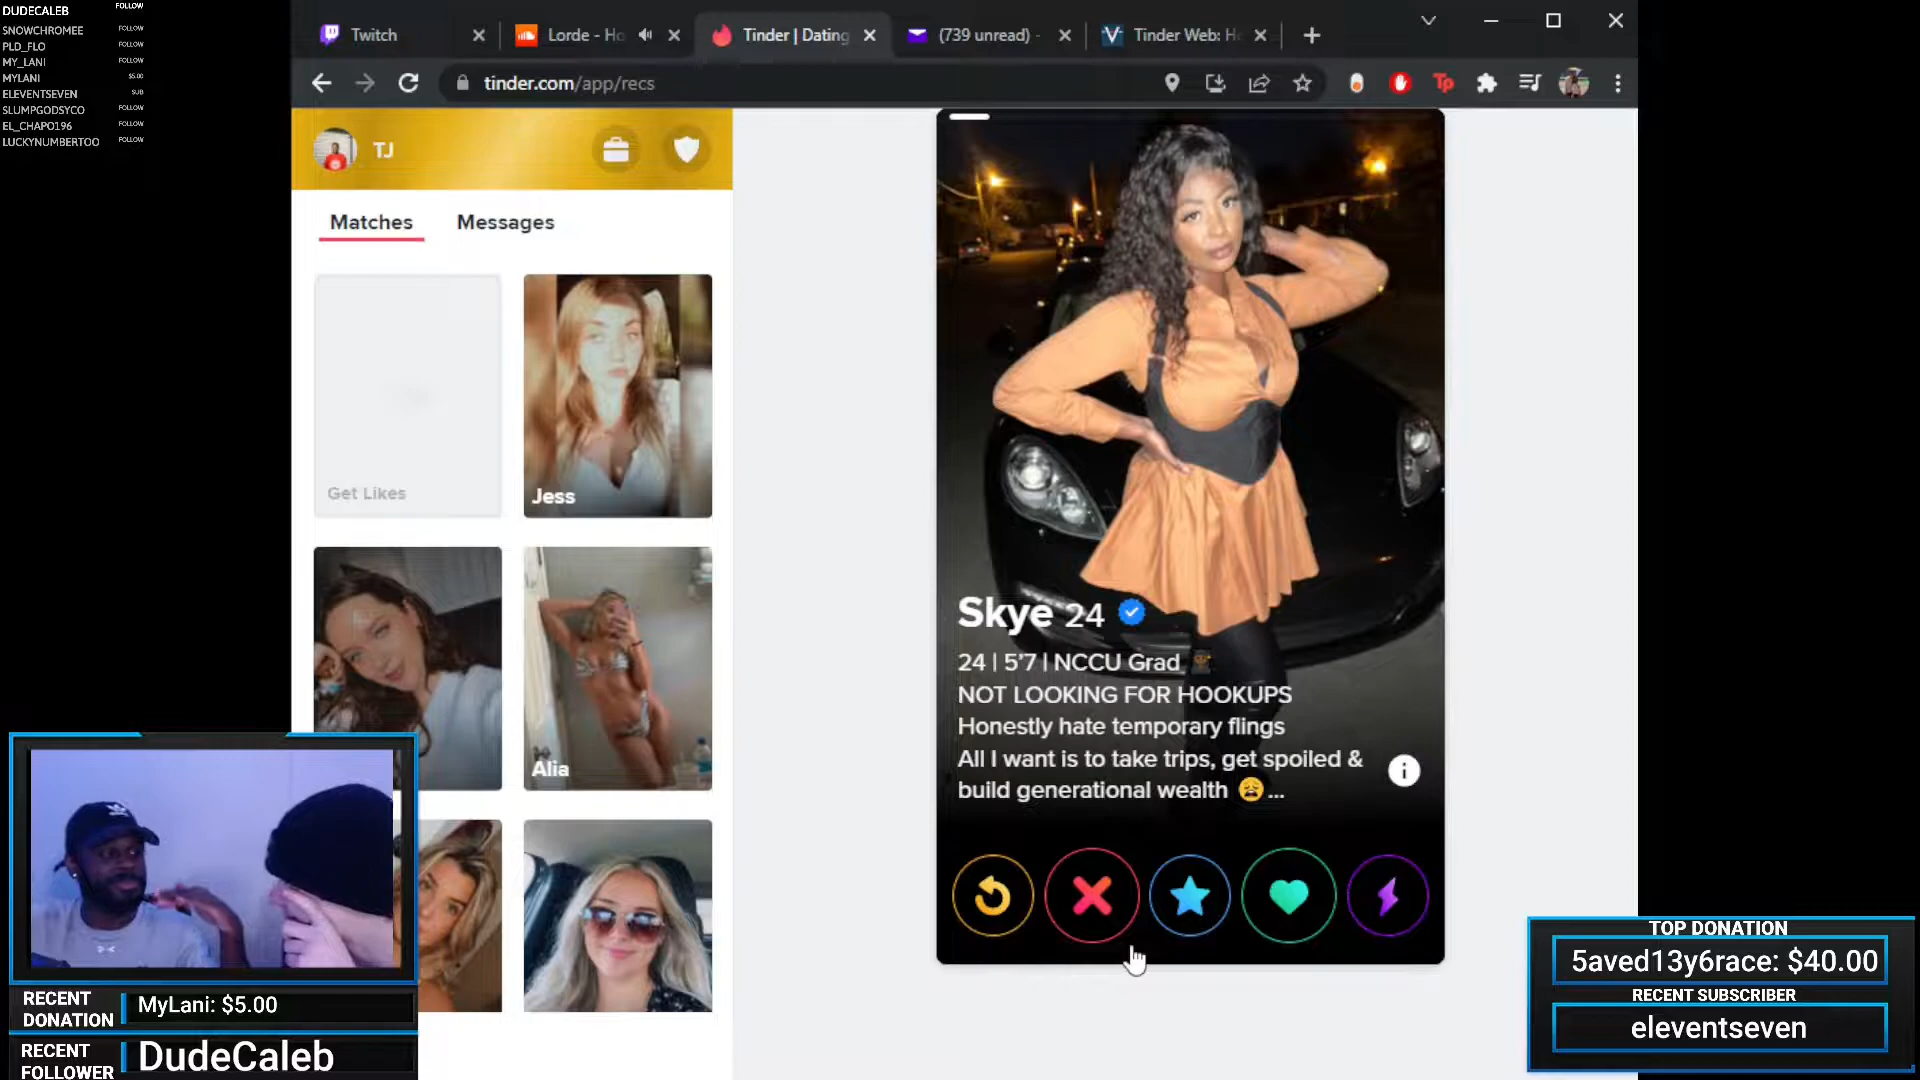 DUDECALEB FOLLOW
SNOWCHROMEE FOLLOW
PLD_FLO FOLLOW
MY_LANI FOLLOW
MYLANI $5.00
ELEVENTSEVEN SUB
SLUMPGODSYCO FOLLOW
EL_CHAPO196 FOLLOW
LUCKYNUMBERTOO FOLLOW
Twitch
Lorde - Ho
Tinder | Dating
(739 unread) -
Tinder Web: H
tinder.com/app/recs
Tp
TJ
Matches Messages
Get Likes
Jess
Alia
Skye 24
24 | 5'7 | NCCU Grad
NOT LOOKING FOR HOOKUPS
Honestly hate temporary flings
All I want is to take trips, get spoiled &
build generational wealth 😩 ...
RECENT DONATION MyLani: $5.00
RECENT FOLLOWER DudeCaleb
TOP DONATION
5aved13y6race: $40.00
RECENT SUBSCRIBER
eleventseven